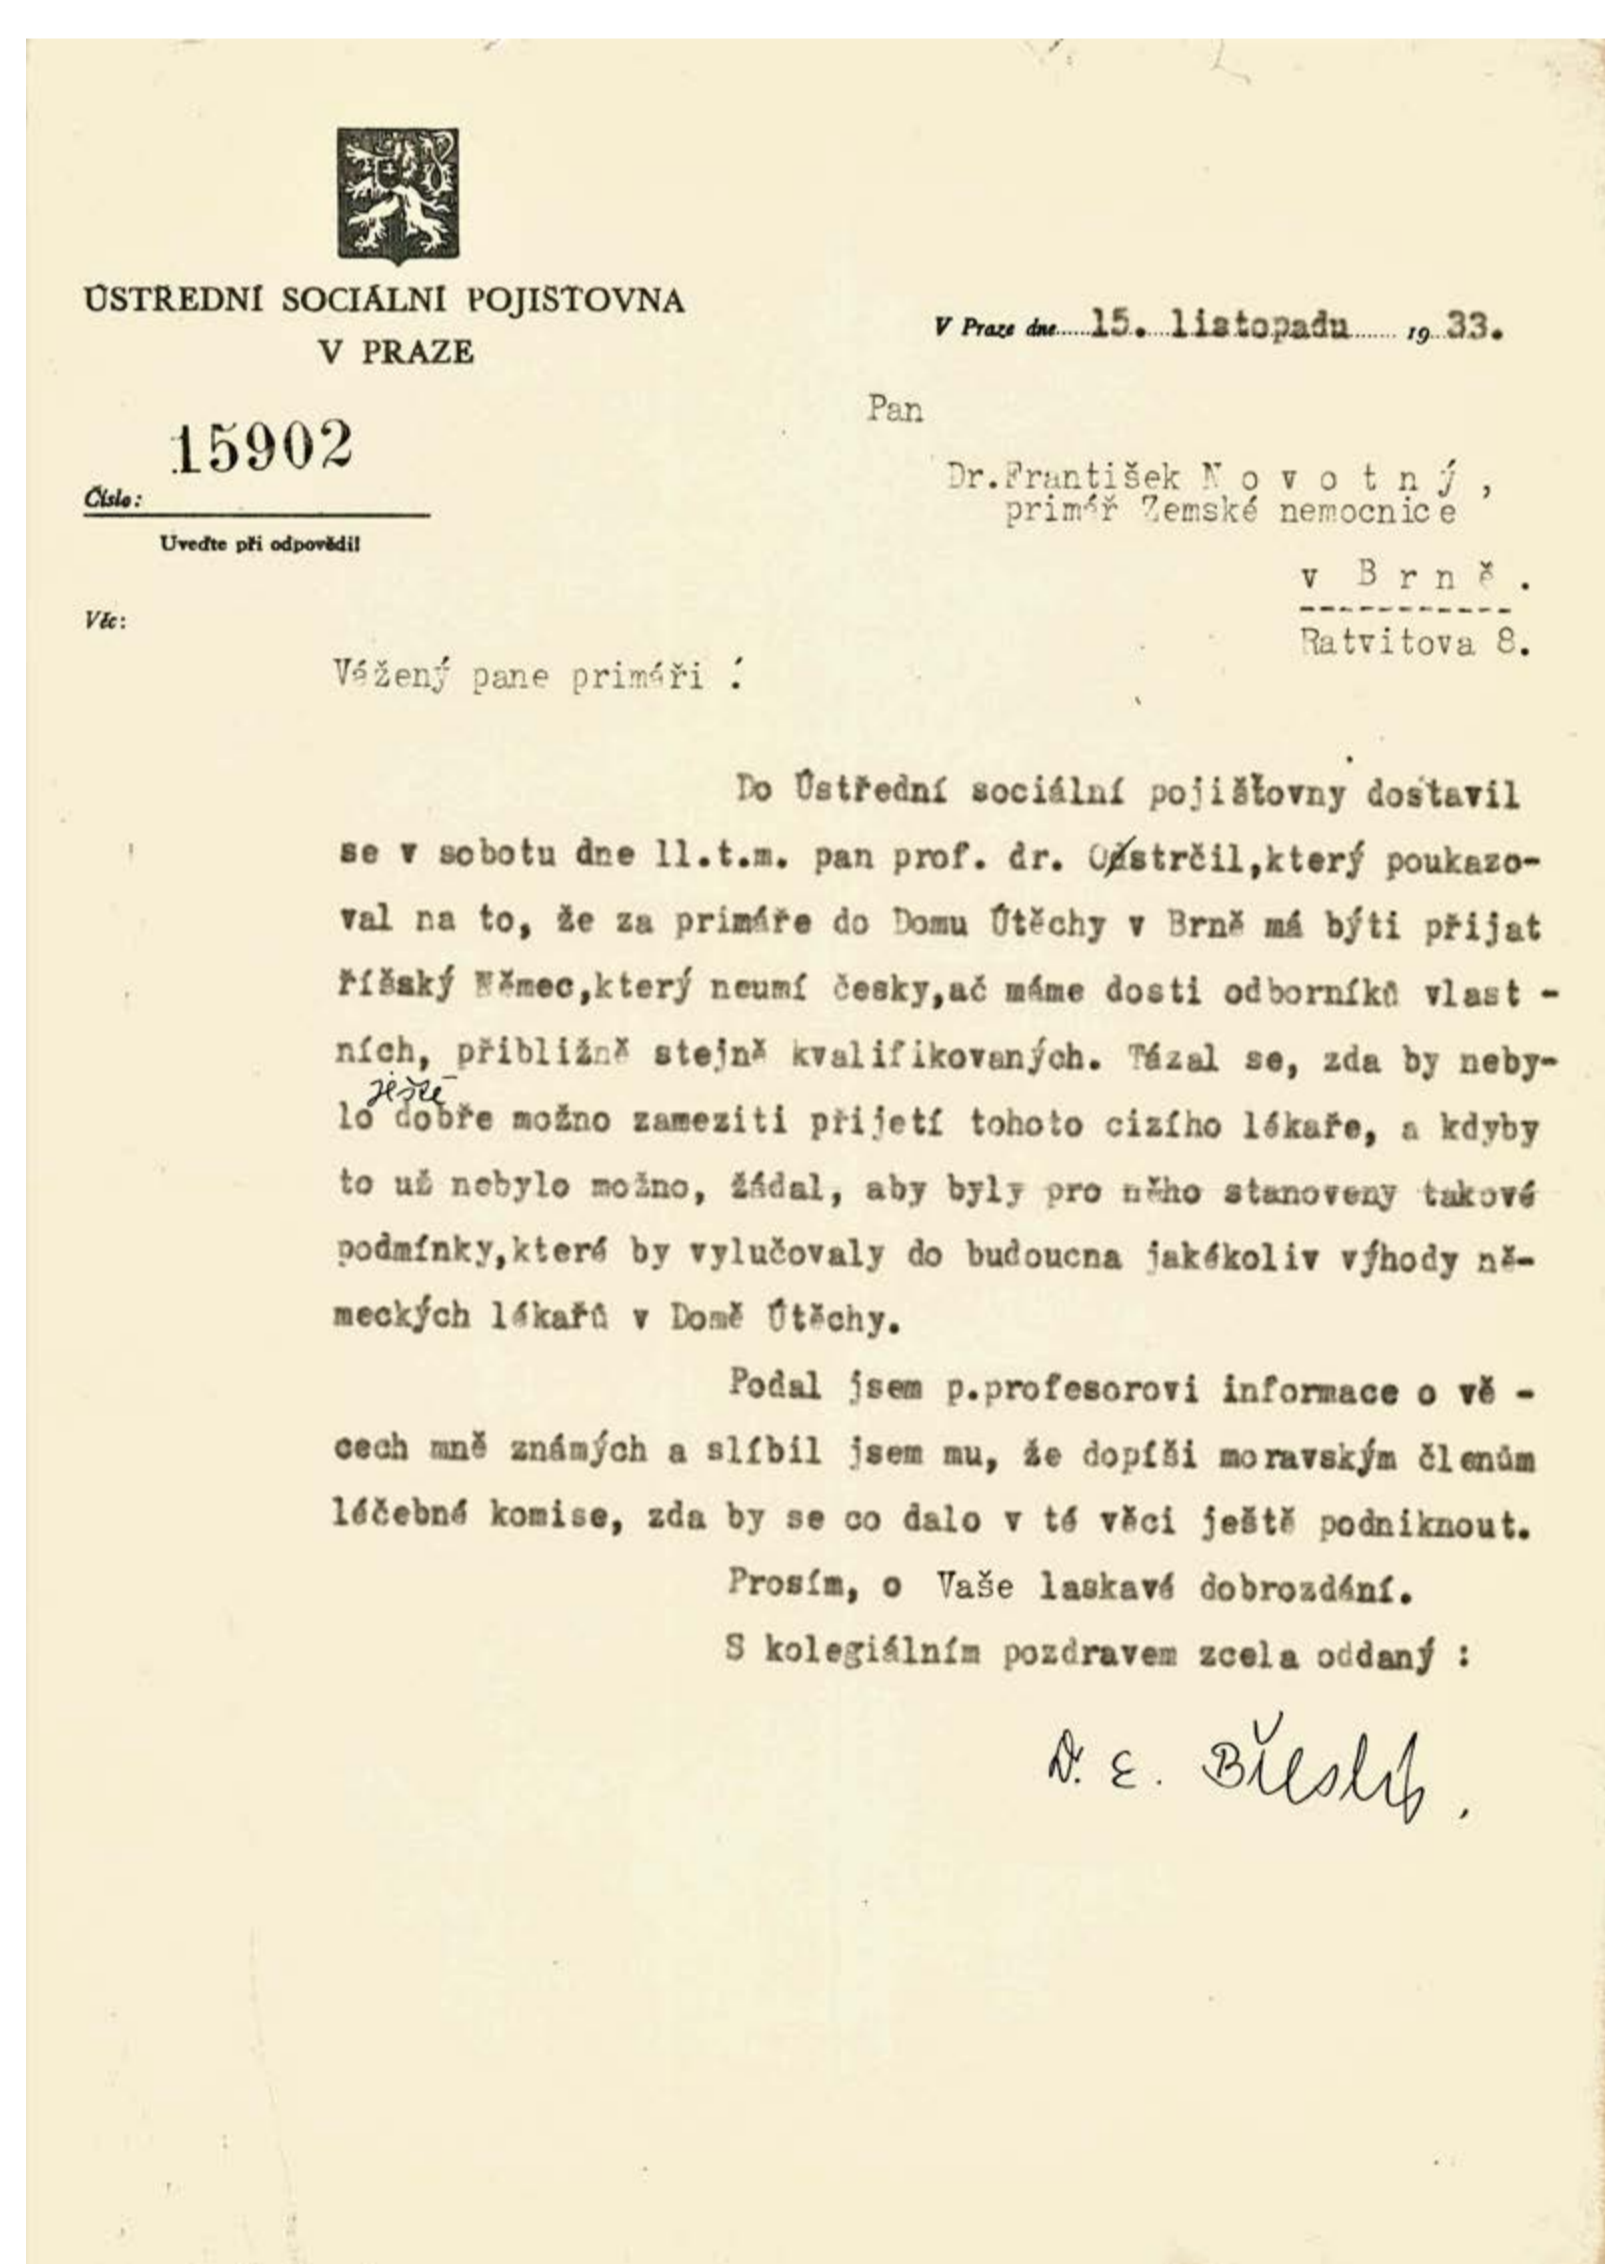 ÚSTŘEDNÍ SOCIÁLNÍ POJIŠŤOVNA
V PRAZE
V Praze dne 15. listopadu 1933.
15902
Číslo:
Uveďte při odpovědi!
Pan
Dr.František Novotný,
primář Zemské nemocnice
v Brně.
Ratvitova 8.
Věc:
Vážený pane primáři :
Do Ústřední sociální pojišťovny dostavil
se v sobotu dne 11.t.m. pan prof. dr. Ostrčil,který poukazo-
val na to, že za primáře do Domu Útěchy v Brně má býti přijat
říšský Němec,který neumí česky,ač máme dosti odborníků vlast -
ních, přibližně stejně kvalifikovaných. Tázal se, zda by neby-
ještě
lo dobře možno zameziti přijetí tohoto cizího lékaře, a kdyby
to už nebylo možno, žádal, aby byly pro něho stanoveny takové
podmínky,které by vylučovaly do budoucna jakékoliv výhody ně-
meckých lékařů v Domě Útěchy.
Podal jsem p.profesorovi informace o vě -
cech mně známých a slíbil jsem mu, že dopíši moravským členům
léčebné komise, zda by se co dalo v té věci ještě podniknout.
Prosím, o Vaše laskavé dobrozdání.
S kolegiálním pozdravem zcela oddaný :
Dr. E.